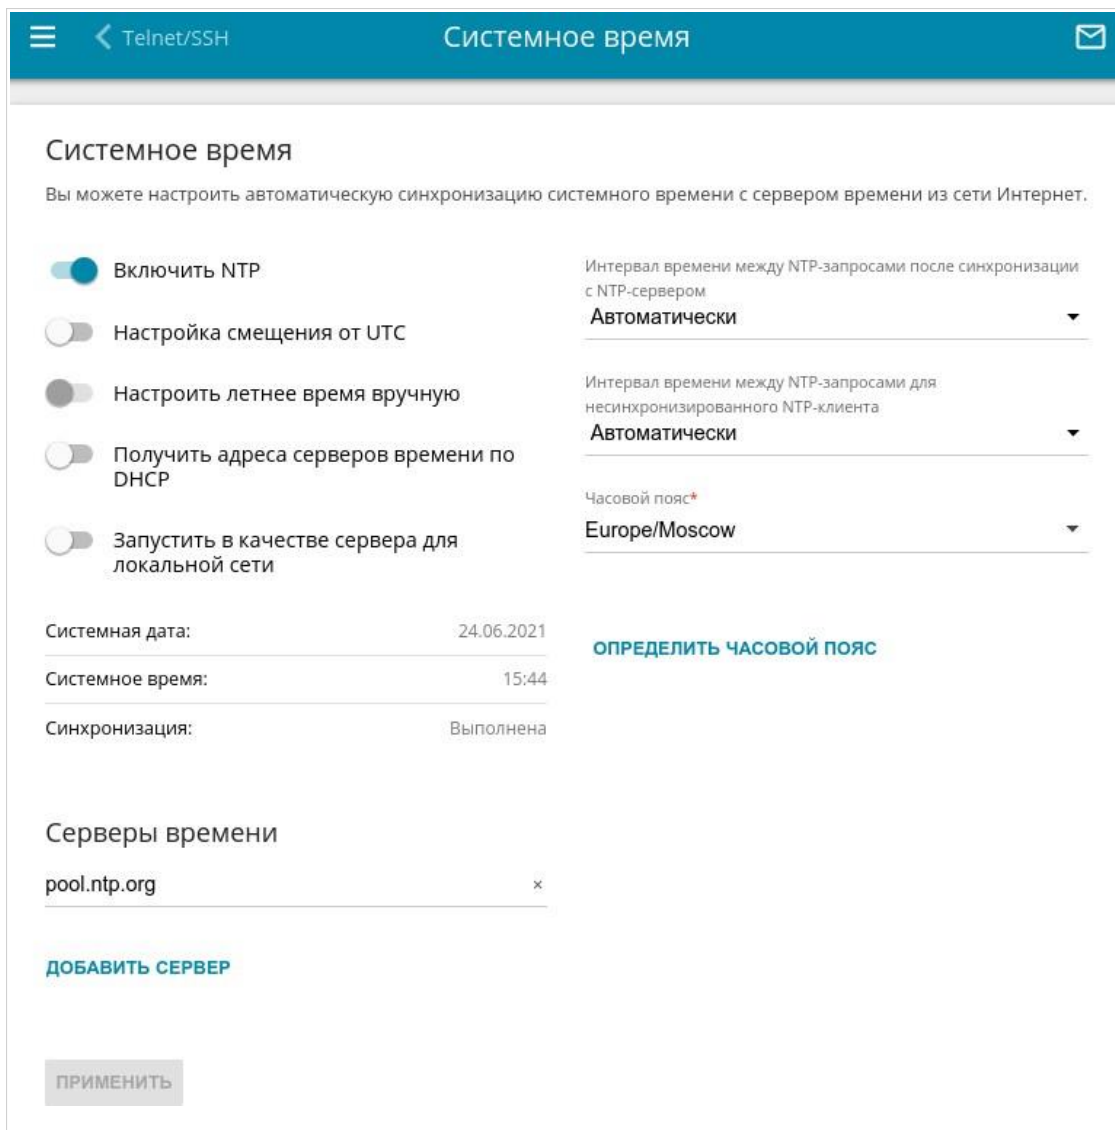 Telnet/SSH
Системное время
Системное время
Вы можете настроить автоматическую синхронизацию системного времени с сервером времени из сети Интернет.
Включить NTP
Настройка смещения от UTC
Настроить летнее время вручную
Получить адреса серверов времени по
DHCP
Запустить в качестве сервера для
локальной сети
Интервал времени между NTP-запросами после синхронизации
с NTP-сервером
Автоматически
Интервал времени между NTP-запросами для
несинхронизированного NTP-клиента
Автоматически
Часовой пояс*
Europe/Moscow
Системная дата: 24.06.2021
Системное время: 15:44
Синхронизация: Выполнена
ОПРЕДЕЛИТЬ ЧАСОВОЙ ПОЯС
Серверы времени
pool.ntp.org ×
ДОБАВИТЬ СЕРВЕР
ПРИМЕНИТЬ